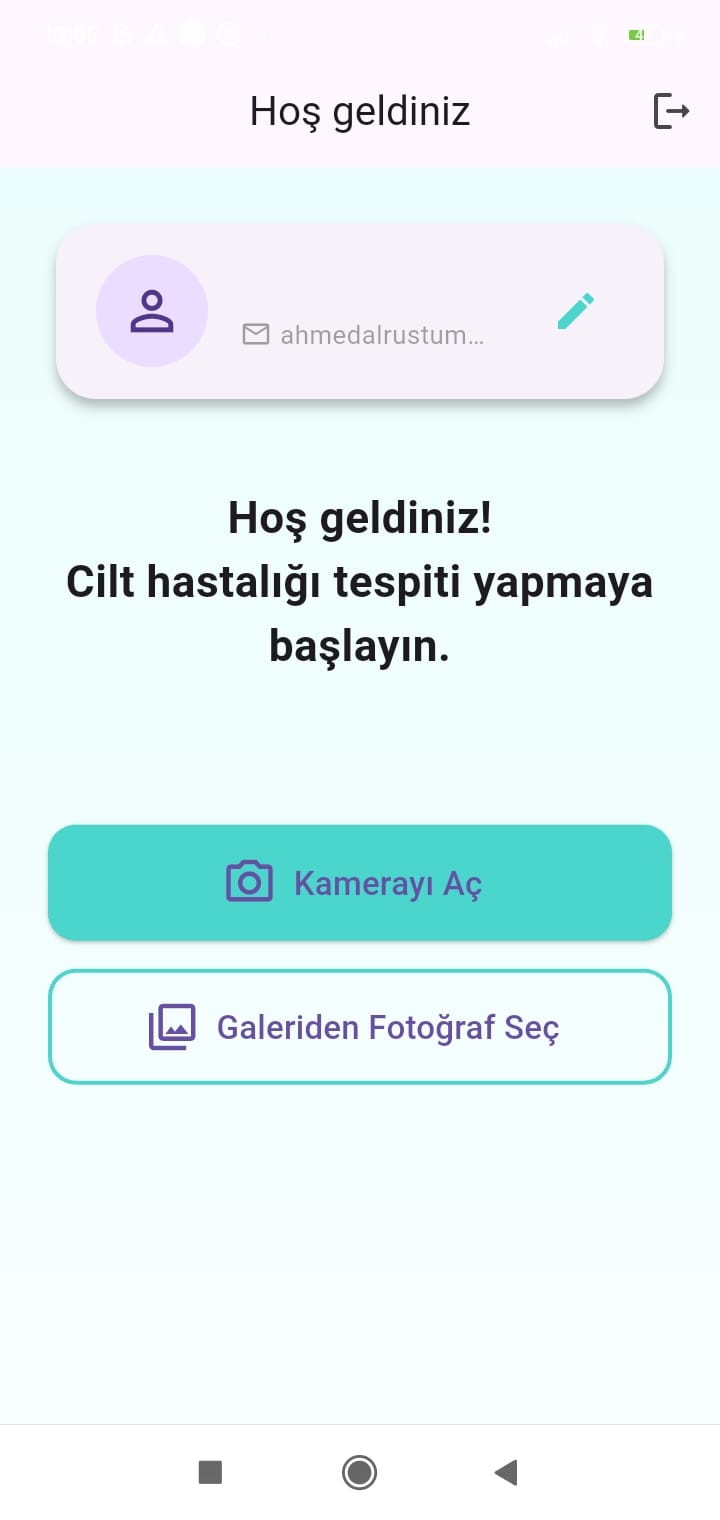 13:55
Hoş geldiniz
ahmedalrustum...
Hoş geldiniz!
Cilt hastalığı tespiti yapmaya
başlayın.
Kamerayı Aç
Galeriden Fotoğraf Seç